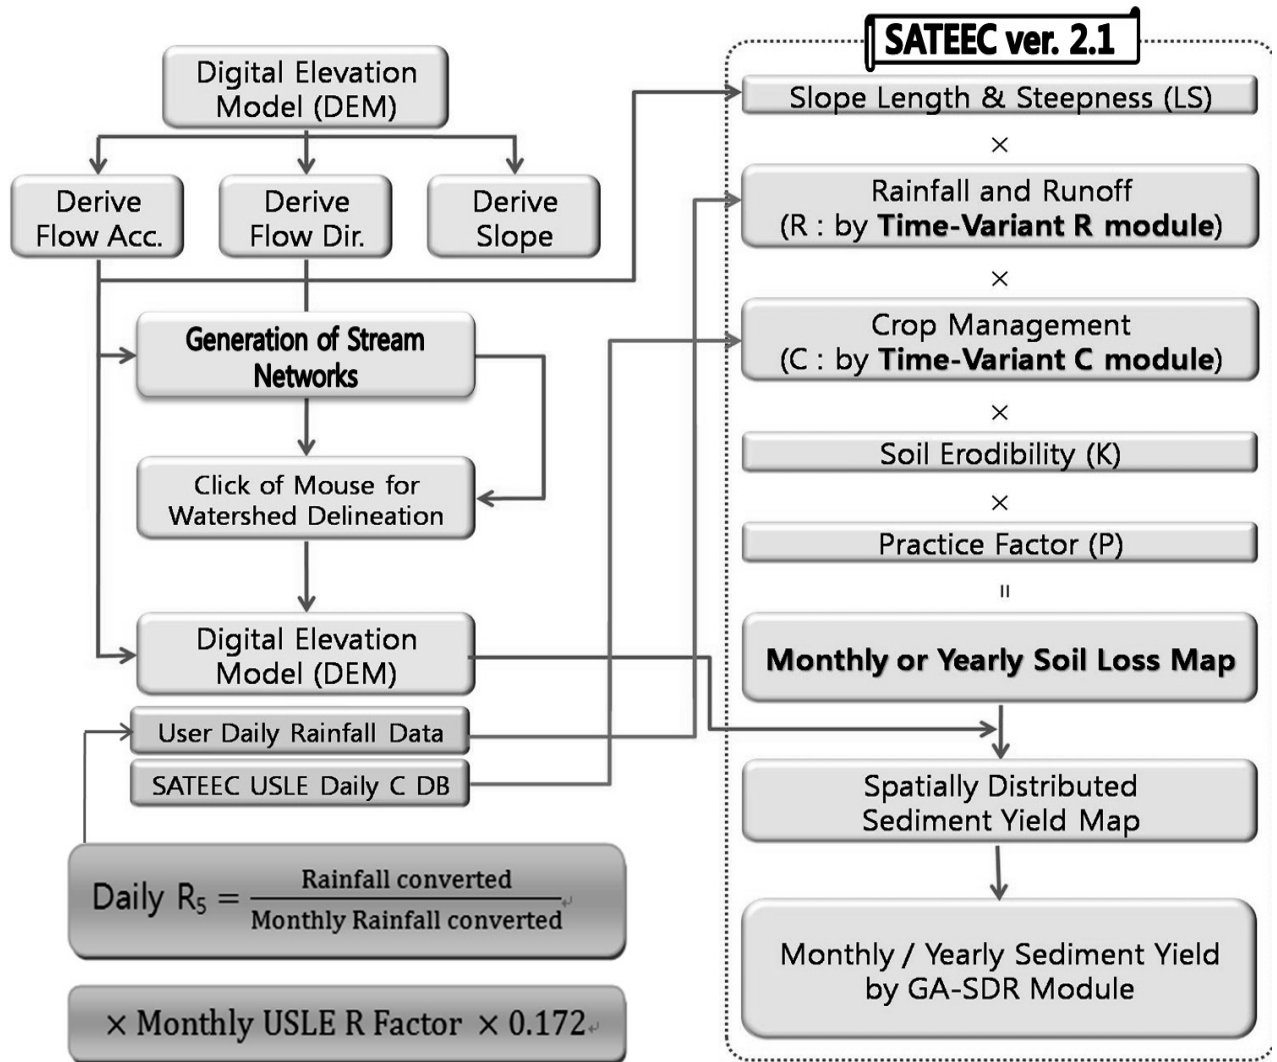 Digital Elevation
Model (DEM)
Derive
Flow Acc.
Derive
Flow Dir.
Derive
Slope
Generation of Stream
Networks
Click of Mouse for
Watershed Delineation
Digital Elevation
Model (DEM)
User Daily Rainfall Data
SATEEC USLE Daily C DB
Daily R₅ = Rainfall converted / Monthly Rainfall converted
× Monthly USLE R Factor × 0.172
SATEEC ver. 2.1
Slope Length & Steepness (LS)
×
Rainfall and Runoff
(R : by Time-Variant R module)
×
Crop Management
(C : by Time-Variant C module)
×
Soil Erodibility (K)
×
Practice Factor (P)
=
Monthly or Yearly Soil Loss Map
Spatially Distributed
Sediment Yield Map
Monthly / Yearly Sediment Yield
by GA-SDR Module